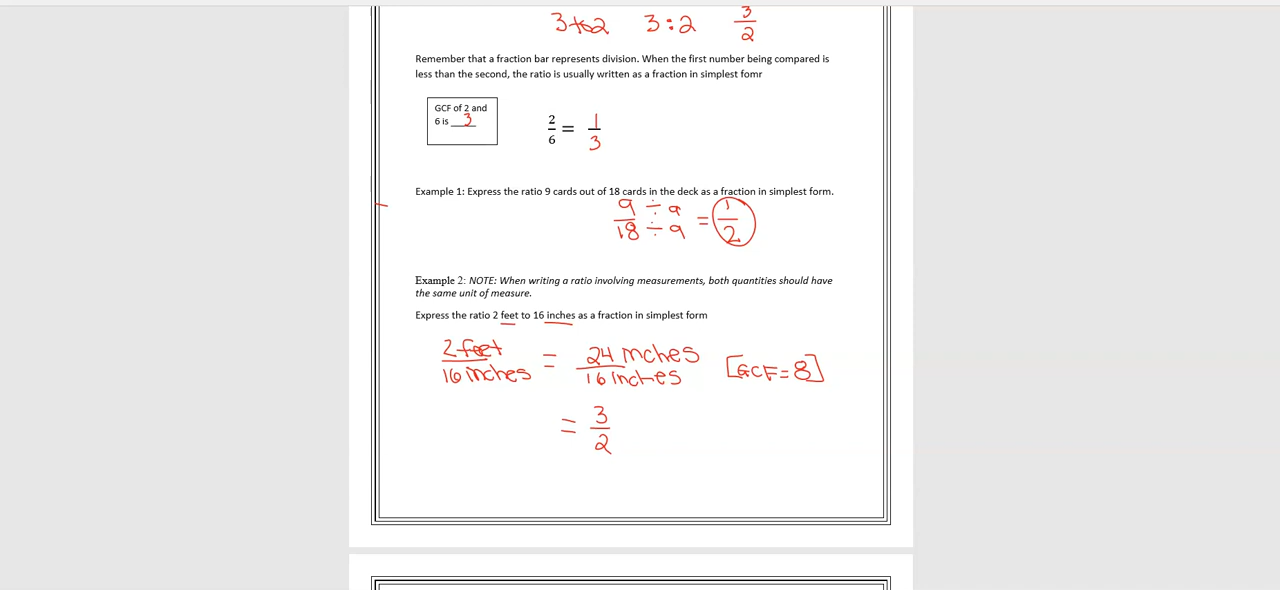 3 to 2 3 : 2 3/2
Remember that a fraction bar represents division. When the first number being compared is
less than the second, the ratio is usually written as a fraction in simplest fomr
GCF of 2 and
6 is 3
2/6 = 1/3
Example 1: Express the ratio 9 cards out of 18 cards in the deck as a fraction in simplest form.
9 ÷ 9
18 ÷ 9
= 1/2
Example 2: NOTE: When writing a ratio involving measurements, both quantities should have
the same unit of measure.
Express the ratio 2 feet to 16 inches as a fraction in simplest form
2 feet/16 inches = 24 inches/16 inches [GCF = 8]
= 3/2